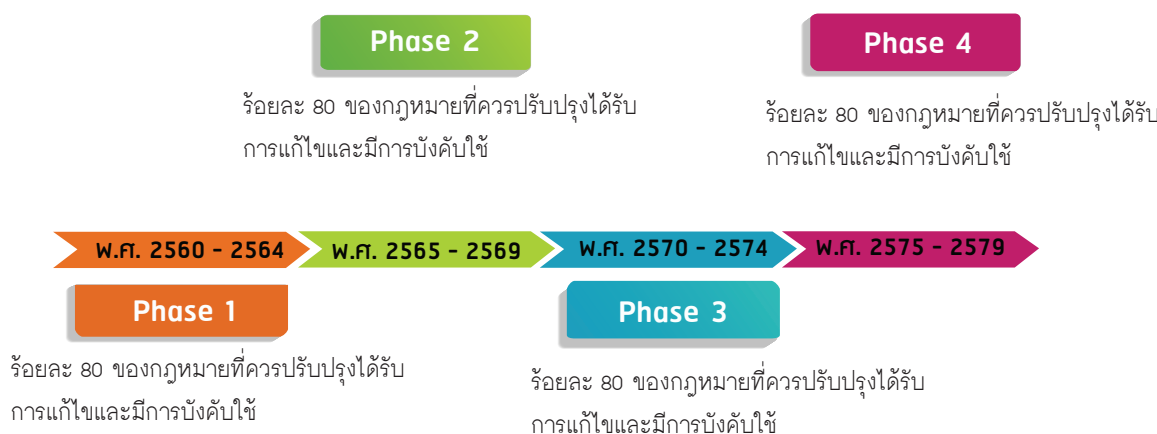 Phase 2
ร้อยละ 80 ของกฎหมายที่ควรปรับปรุงได้รับ
การแก้ไขและมีการบังคับใช้
Phase 4
ร้อยละ 80 ของกฎหมายที่ควรปรับปรุงได้รับ
การแก้ไขและมีการบังคับใช้
พ.ศ. 2560 - 2564
พ.ศ. 2565 - 2569
พ.ศ. 2570 - 2574
พ.ศ. 2575 - 2579
Phase 1
ร้อยละ 80 ของกฎหมายที่ควรปรับปรุงได้รับ
การแก้ไขและมีการบังคับใช้
Phase 3
ร้อยละ 80 ของกฎหมายที่ควรปรับปรุงได้รับ
การแก้ไขและมีการบังคับใช้